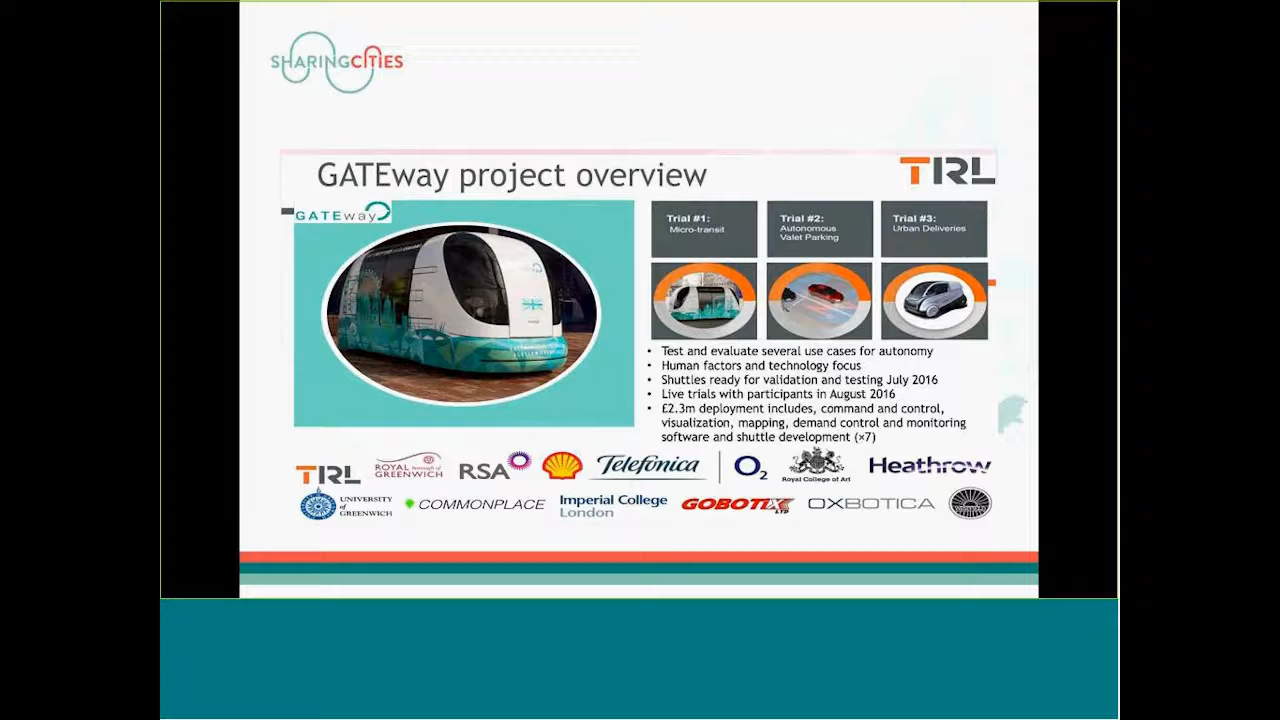 SHARINGCITIES
GATEway project overview
TIRL
GATEway
Trial #1:
Micro-transit
Trial #2:
Autonomous
Valet Parking
Trial #3:
Urban Deliveries
• Test and evaluate several use cases for autonomy
• Human factors and technology focus
• Shuttles ready for validation and testing July 2016
• Live trials with participants in August 2016
• £2.3m deployment includes, command and control,
visualization, mapping, demand control and monitoring
software and shuttle development (×7)
TIRL
ROYAL borough of
GREENWICH
RSA
Telefónica
O2
Royal College of Art
Heathrow
UNIVERSITY
of
GREENWICH
COMMONPLACE
Imperial College
London
GOBOTIX
LTD
OXBOTICA